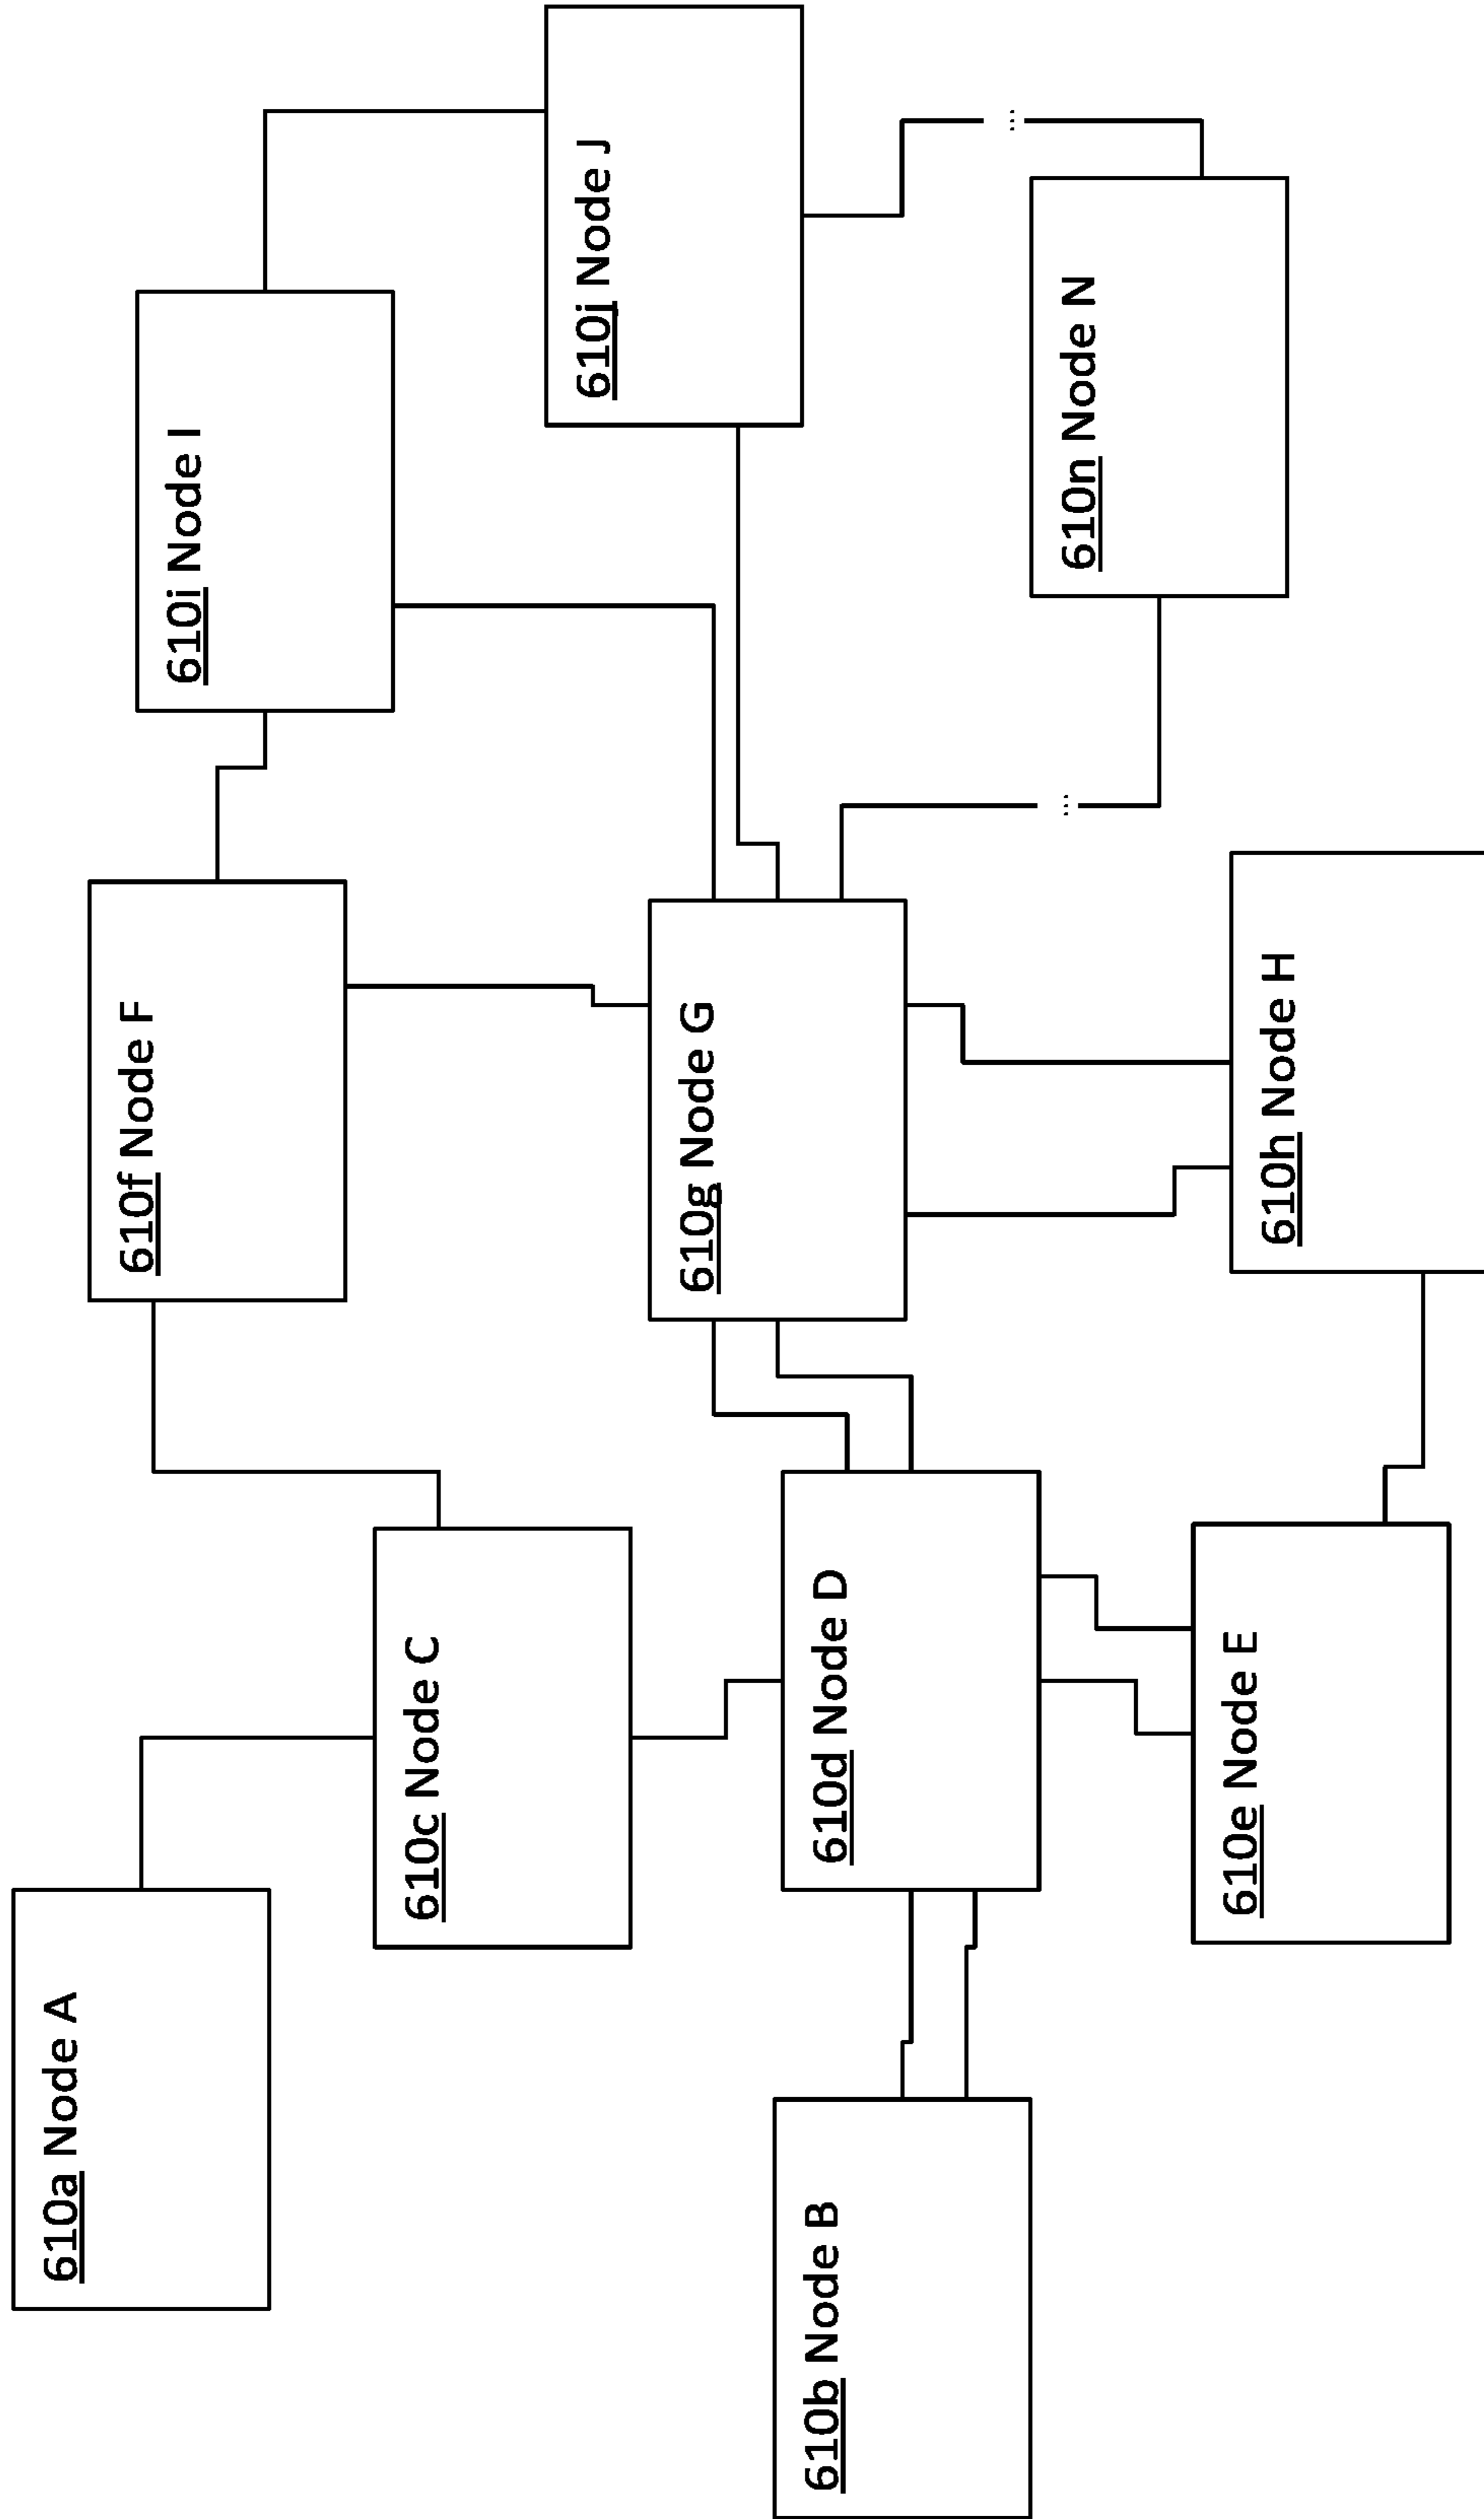 610a Node A
610b Node B
610c Node C
610d Node D
610e Node E
610f Node F
610g Node G
610h Node H
610i Node I
610j Node J
610n Node N
...
...